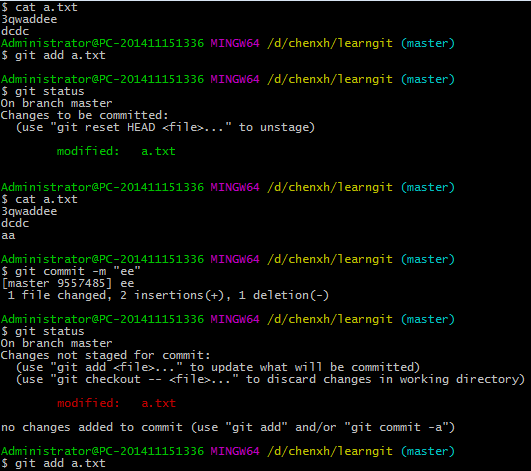 $ cat a.txt
3qwaddee
dcdc
Administrator@PC-201411151336 MINGW64 /d/chenxh/learngit (master)
$ git add a.txt
Administrator@PC-201411151336 MINGW64 /d/chenxh/learngit (master)
$ git status
On branch master
Changes to be committed:
(use "git reset HEAD <file>..." to unstage)
modified: a.txt
Administrator@PC-201411151336 MINGW64 /d/chenxh/learngit (master)
$ cat a.txt
3qwaddee
dcdc
aa
Administrator@PC-201411151336 MINGW64 /d/chenxh/learngit (master)
$ git commit -m "ee"
[master 9557485] ee
1 file changed, 2 insertions(+), 1 deletion(-)
Administrator@PC-201411151336 MINGW64 /d/chenxh/learngit (master)
$ git status
On branch master
Changes not staged for commit:
(use "git add <file>..." to update what will be committed)
(use "git checkout -- <file>..." to discard changes in working directory)
modified: a.txt
no changes added to commit (use "git add" and/or "git commit -a")
Administrator@PC-201411151336 MINGW64 /d/chenxh/learngit (master)
$ git add a.txt